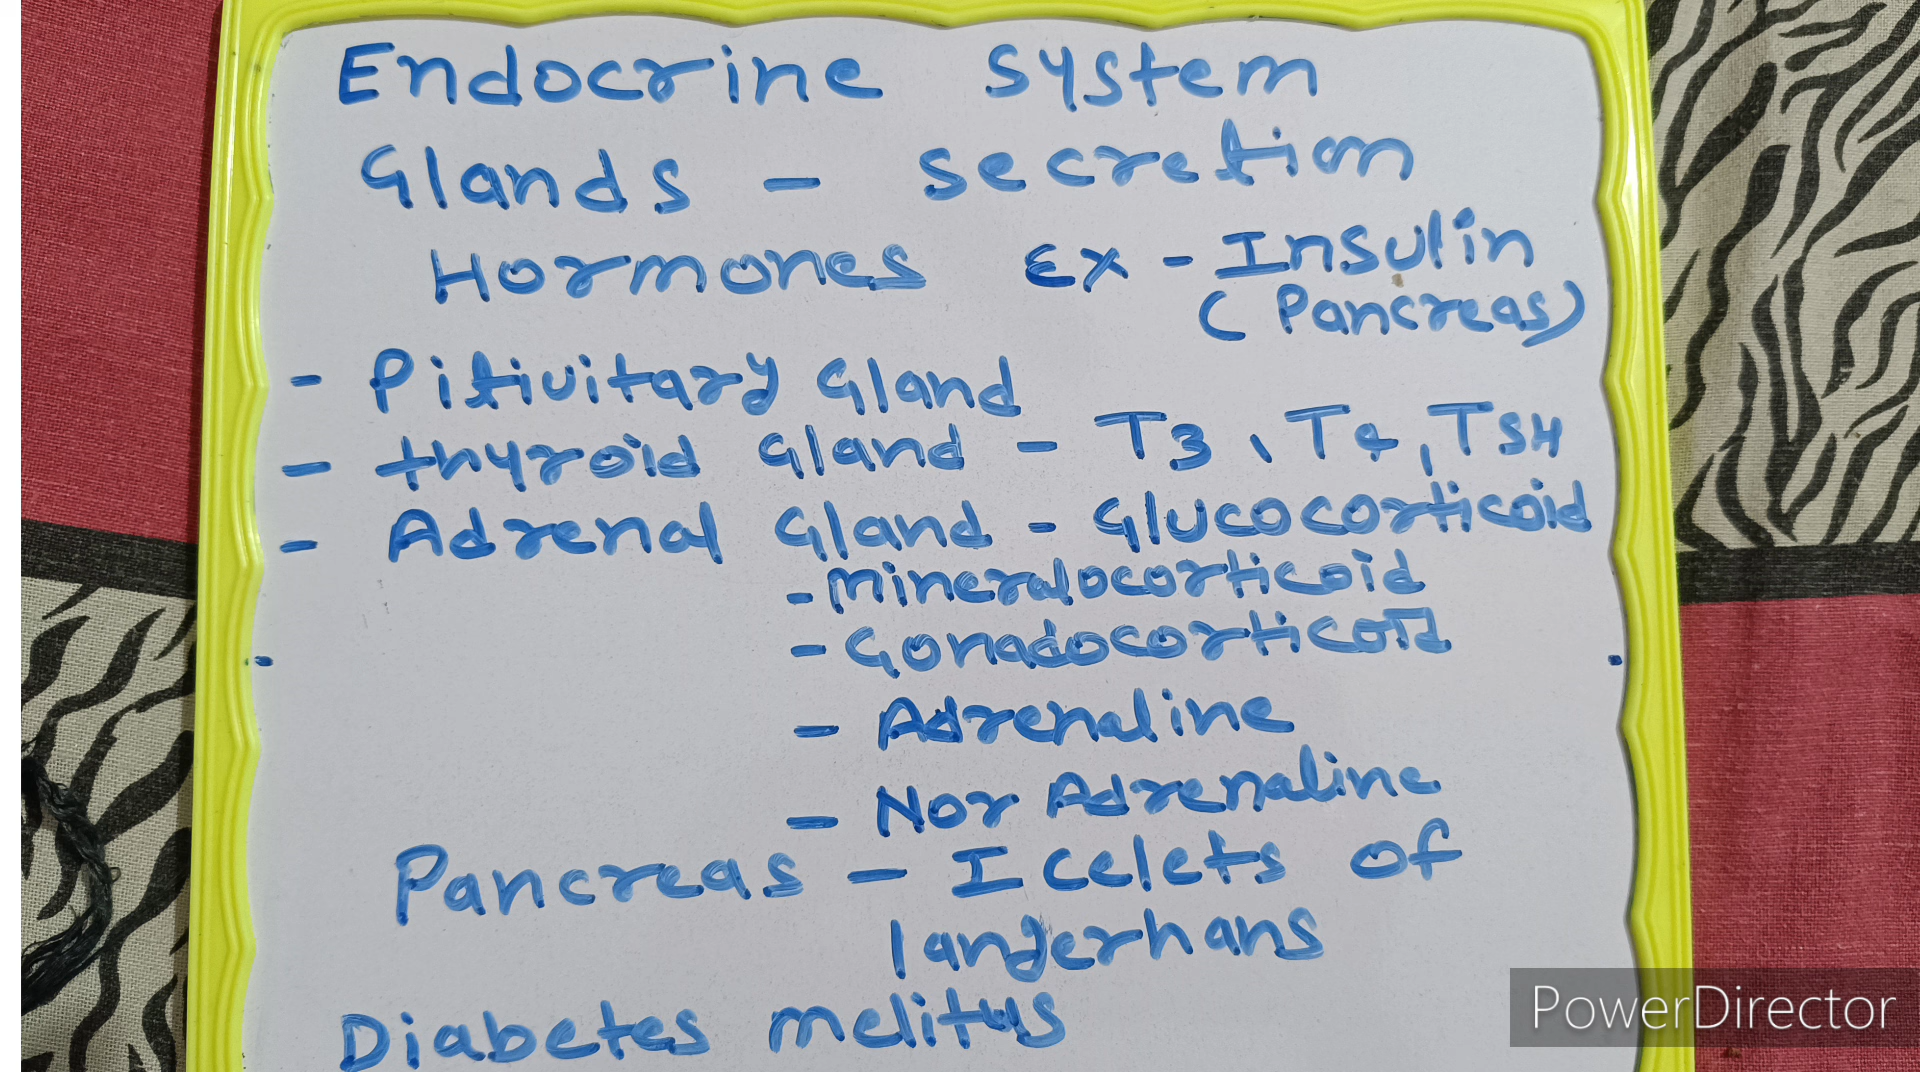 Endocrine System
Glands - Secretion
Hormones Ex - Insulin
(Pancreas)
- Pitiuitary Gland
- thyroid Gland - T3, T4, TSH
- Adrenal Gland - Glucocorticoid
- mineralocorticoid
- Gonadocorticoid
- Adrenaline
- Nor Adrenaline
Pancreas - Icelets of
langerhans
Diabetes melitus
PowerDirector